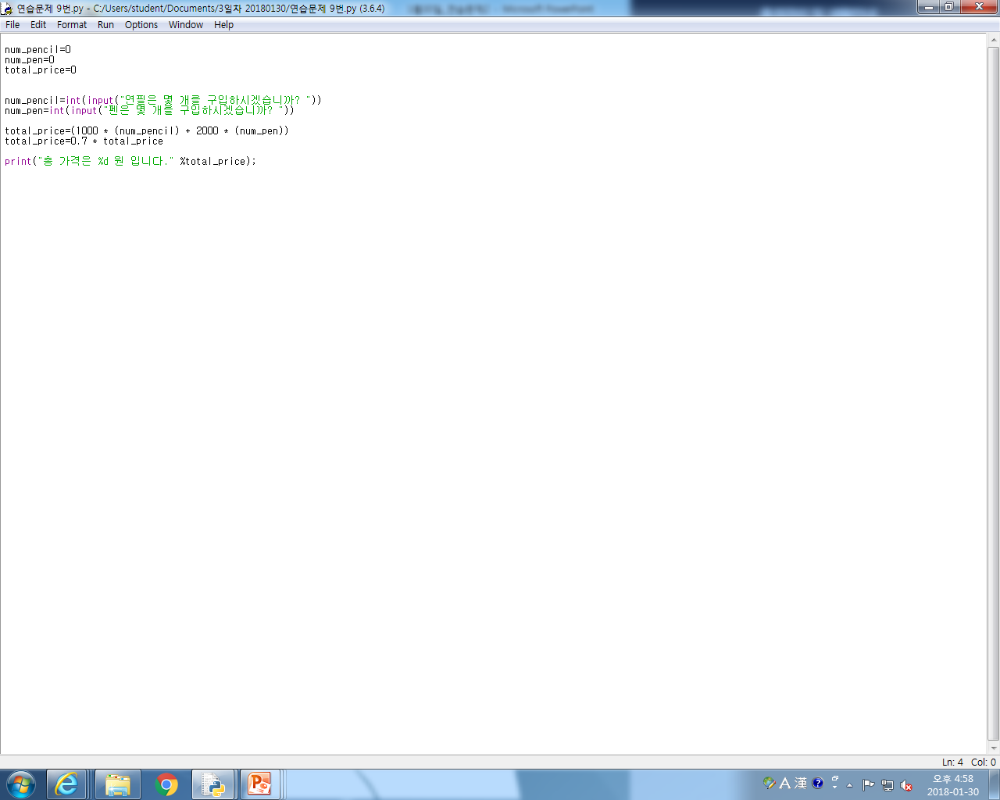 연습문제 9번.py - C:/Users/student/Documents/3일차 20180130/연습문제 9번.py (3.6.4)
Microsoft PowerPoint
File Edit Format Run Options Window Help
num_pencil=0
num_pen=0
total_price=0
num_pencil=int(input("연필은 몇 개를 구입하시겠습니까? "))
num_pen=int(input("펜은 몇 개를 구입하시겠습니까? "))
total_price=(1000 * (num_pencil) + 2000 * (num_pen))
total_price=0.7 * total_price
print("총 가격은 %d 원 입니다." %total_price);
Ln: 4 Col: 0
A 漢
오후 4:58
2018-01-30